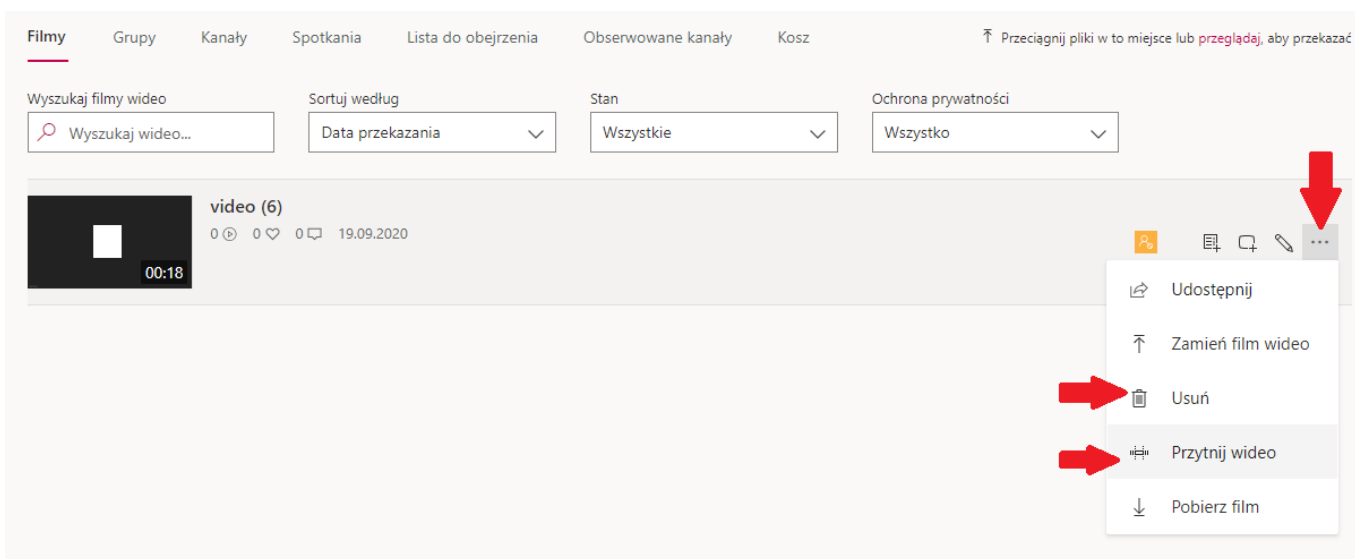 Filmy Grupy Kanały Spotkania Lista do obejrzenia Obserwowane kanały Kosz Przeciągnij pliki w to miejsce lub przeglądaj, aby przekazać
Wyszukaj filmy wideo Sortuj według Stan Ochrona prywatności
Wyszukaj wideo... Data przekazania Wszystkie Wszystko
video (6)
0 0 0 19.09.2020
00:18
Udostępnij
Zamień film wideo
Usuń
Przytnij wideo
Pobierz film